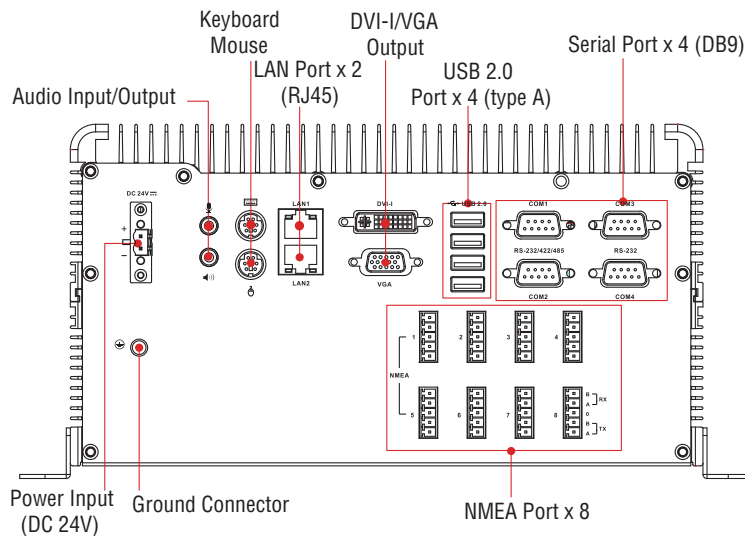 Keyboard
Mouse
DVI-I/VGA
Output
Serial Port x 4 (DB9)
LAN Port x 2
(RJ45)
USB 2.0
Port x 4 (type A)
Audio Input/Output
DC 24V
+
−
LAN1
LAN2
DVI-I
VGA
USB 2.0
COM1
COM3
RS-232/422/485
RS-232
COM2
COM4
1
2
3
4
NMEA
5
6
7
8
B
A
RX
0
B
A
TX
Power Input
(DC 24V)
Ground Connector
NMEA Port x 8